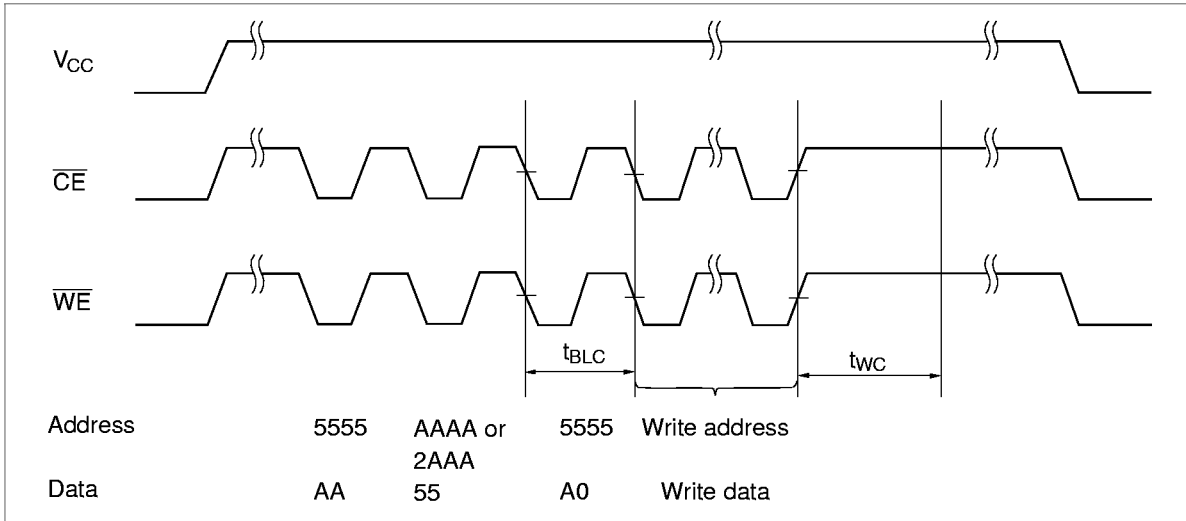 VCC
CE
WE
tBLC
tWC
Address 5555 AAAA or 5555 Write address
2AAA
Data AA 55 A0 Write data